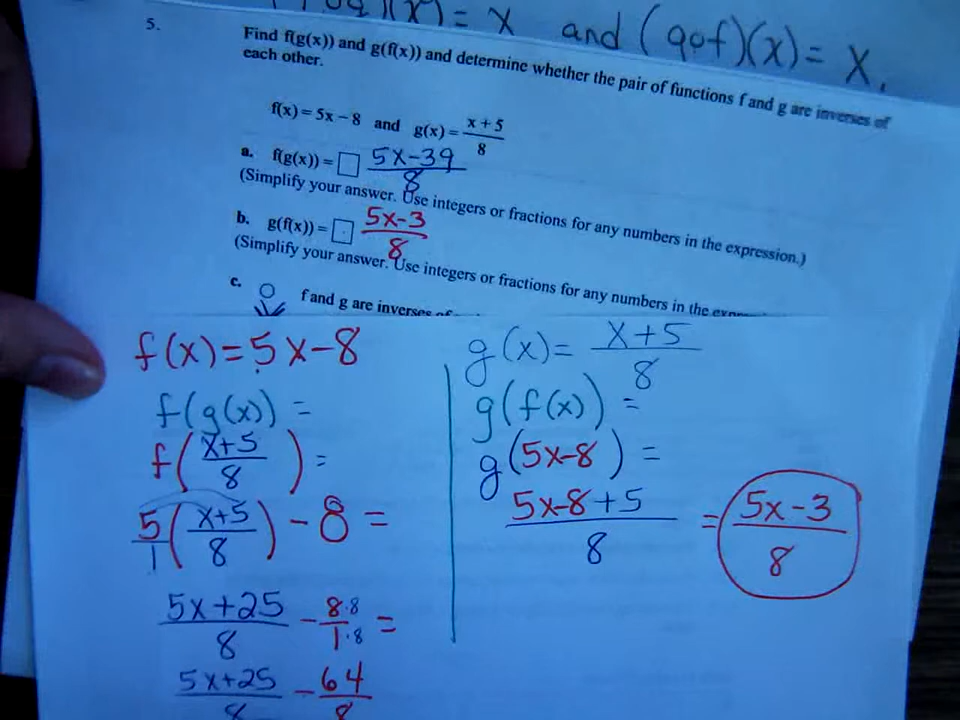 )(x) = x and (gof)(x) = x.
5. Find f(g(x)) and g(f(x)) and determine whether the pair of functions f and g are inverses of
each other.
f(x) = 5x − 8 and g(x) = (x + 5)/8
a. f(g(x)) = □ (5x−39)/8
(Simplify your answer. Use integers or fractions for any numbers in the expression.)
b. g(f(x)) = □ (5x−3)/8
(Simplify your answer. Use integers or fractions for any numbers in the
c. f and g are inverses of
f(x) = 5x−8
f(g(x)) =
f((x+5)/8) =
5/1((x+5)/8) − 8 =
(5x+25)/8 − (8·8)/(1·8) =
(5x+25)/8 − 64/8
g(x) = (x+5)/8
g(f(x)) =
g(5x−8) =
(5x−8+5)/8 = (5x−3)/8